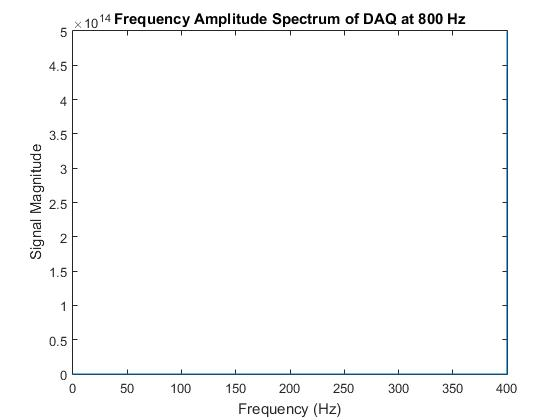 ×10^14 Frequency Amplitude Spectrum of DAQ at 800 Hz
5
4.5
4
3.5
3
2.5
2
1.5
1
0.5
0
Signal Magnitude
0 50 100 150 200 250 300 350 400
Frequency (Hz)